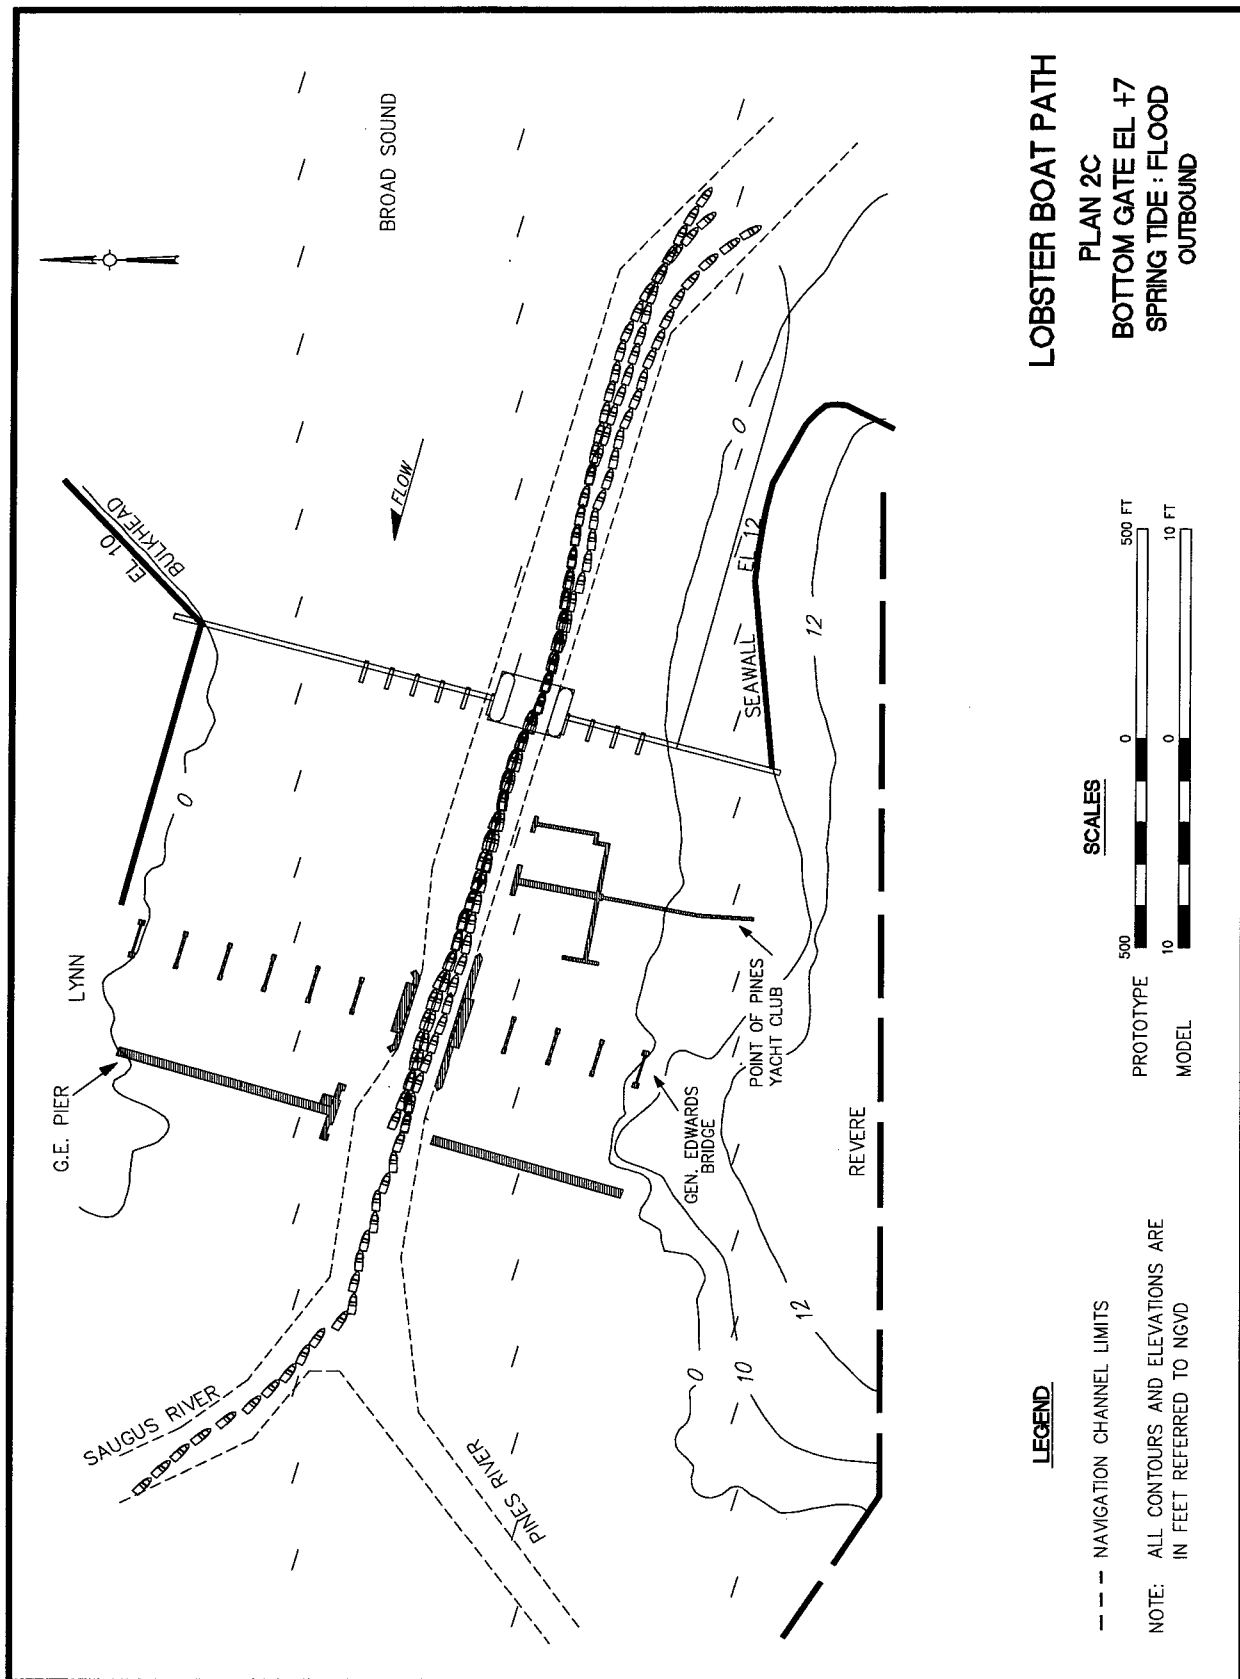 LOBSTER BOAT PATH
PLAN 2C
BOTTOM GATE EL +7
SPRING TIDE : FLOOD
OUTBOUND
BROAD SOUND
FLOW
EL 10
BULKHEAD
0
LYNN
G.E. PIER
SAUGUS RIVER
PINES RIVER
0
SEAWALL EL 12
12
POINT OF PINES
YACHT CLUB
GEN. EDWARDS
BRIDGE
REVERE
0
10
12
SCALES
PROTOTYPE 500 0 500 FT
MODEL 10 0 10 FT
LEGEND
--- NAVIGATION CHANNEL LIMITS
NOTE: ALL CONTOURS AND ELEVATIONS ARE
IN FEET REFERRED TO NGVD